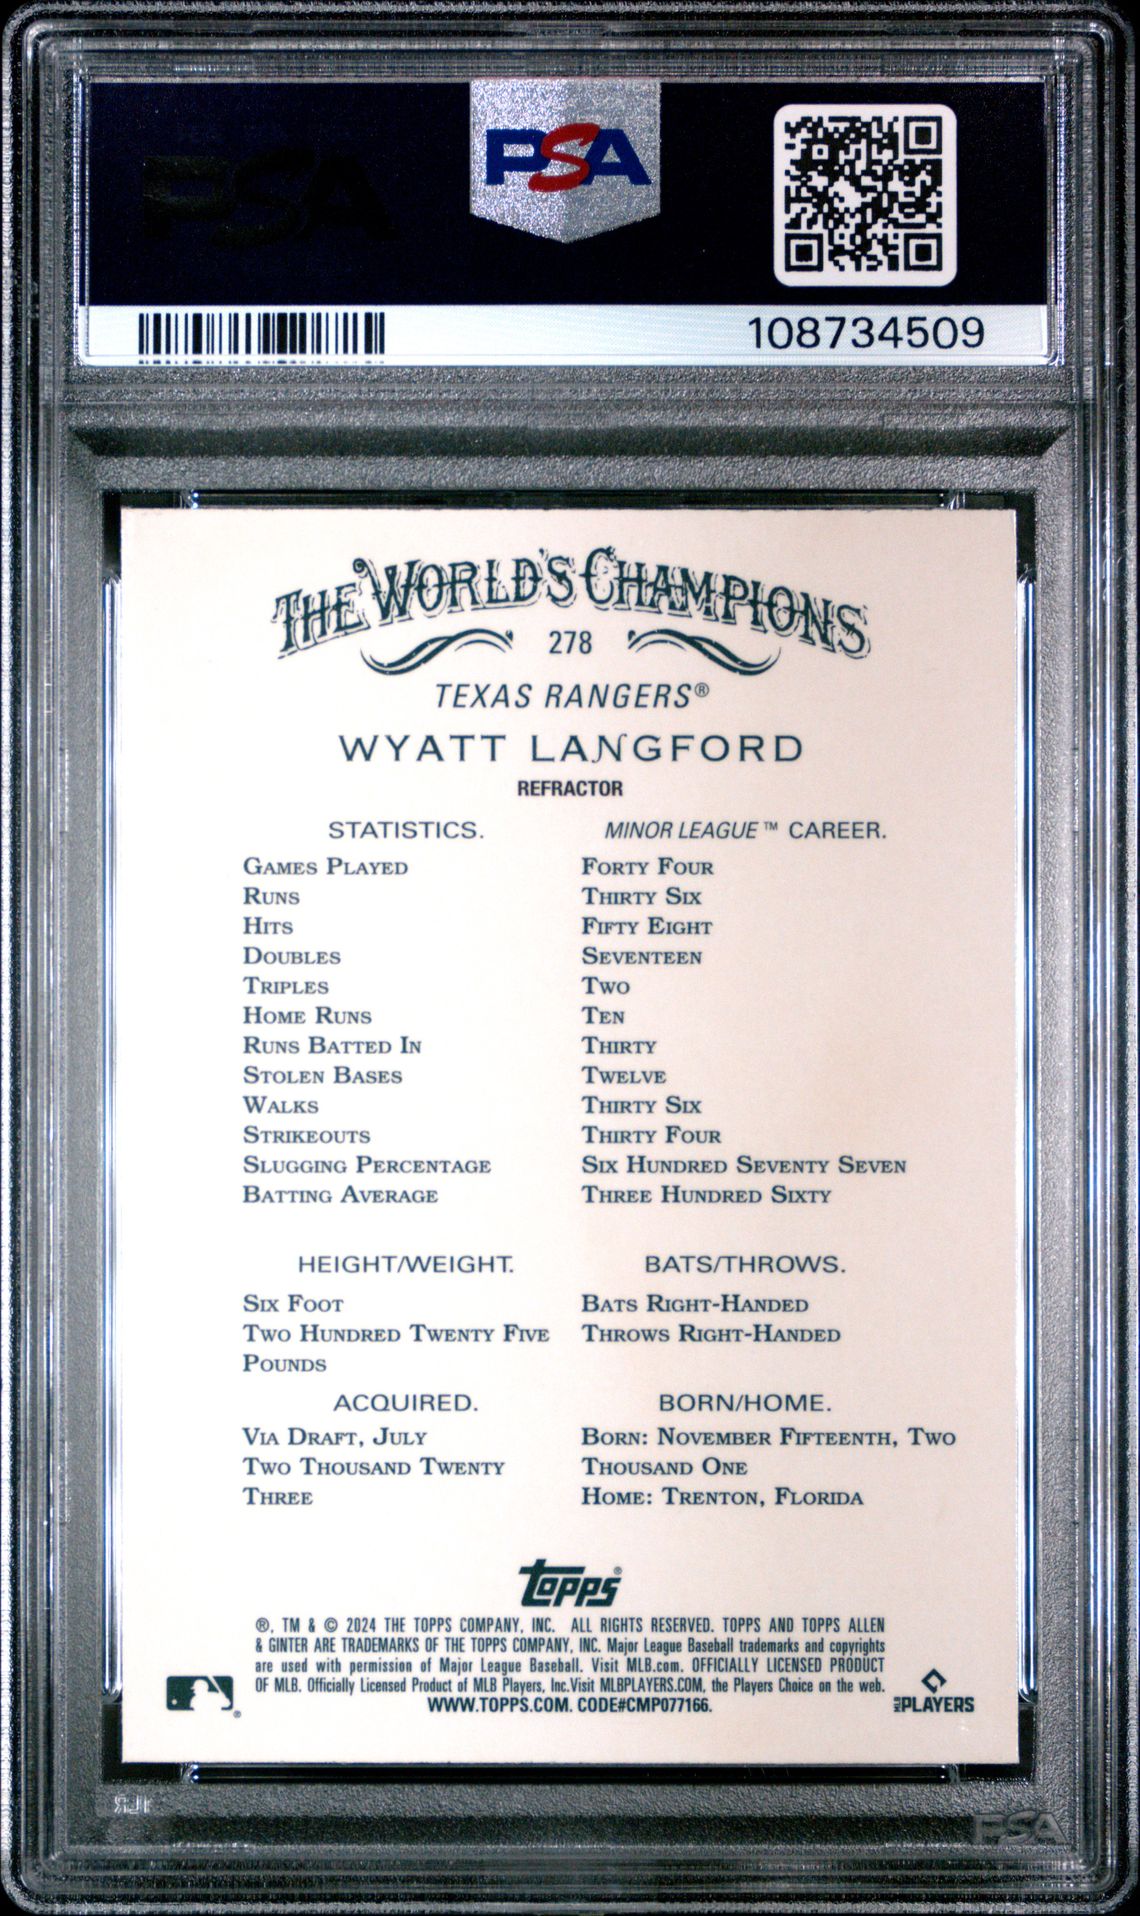 PSA
PSA
108734509
THE WORLD'S CHAMPIONS
278
TEXAS RANGERS®
WYATT LANGFORD
REFRACTOR
STATISTICS. MINOR LEAGUE™ CAREER.
GAMES PLAYED FORTY FOUR
RUNS THIRTY SIX
HITS FIFTY EIGHT
DOUBLES SEVENTEEN
TRIPLES TWO
HOME RUNS TEN
RUNS BATTED IN THIRTY
STOLEN BASES TWELVE
WALKS THIRTY SIX
STRIKEOUTS THIRTY FOUR
SLUGGING PERCENTAGE SIX HUNDRED SEVENTY SEVEN
BATTING AVERAGE THREE HUNDRED SIXTY
HEIGHT/WEIGHT. BATS/THROWS.
SIX FOOT BATS RIGHT-HANDED
TWO HUNDRED TWENTY FIVE THROWS RIGHT-HANDED
POUNDS
ACQUIRED. BORN/HOME.
VIA DRAFT, JULY BORN: NOVEMBER FIFTEENTH, TWO
TWO THOUSAND TWENTY THOUSAND ONE
THREE HOME: TRENTON, FLORIDA
topps®
®, TM & © 2024 THE TOPPS COMPANY, INC. ALL RIGHTS RESERVED. TOPPS AND TOPPS ALLEN
& GINTER ARE TRADEMARKS OF THE TOPPS COMPANY, INC. Major League Baseball trademarks and copyrights
are used with permission of Major League Baseball. Visit MLB.com. OFFICIALLY LICENSED PRODUCT
OF MLB. Officially Licensed Product of MLB Players, Inc.Visit MLBPLAYERS.COM, the Players Choice on the web.
WWW.TOPPS.COM. CODE#CMP077166.
®
MLB PLAYERS
PSA